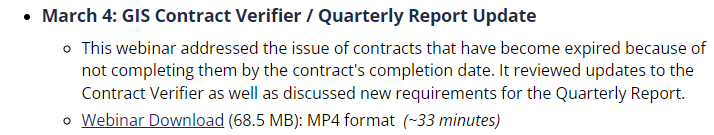 March 4: GIS Contract Verifier / Quarterly Report Update
This webinar addressed the issue of contracts that have become expired because of
not completing them by the contract's completion date. It reviewed updates to the
Contract Verifier as well as discussed new requirements for the Quarterly Report.
Webinar Download (68.5 MB): MP4 format (~33 minutes)